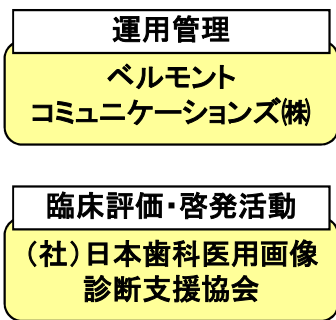 運用管理
ベルモント
コミュニケーションズ㈱
臨床評価・啓発活動
（社）日本歯科医用画像
診断支援協会